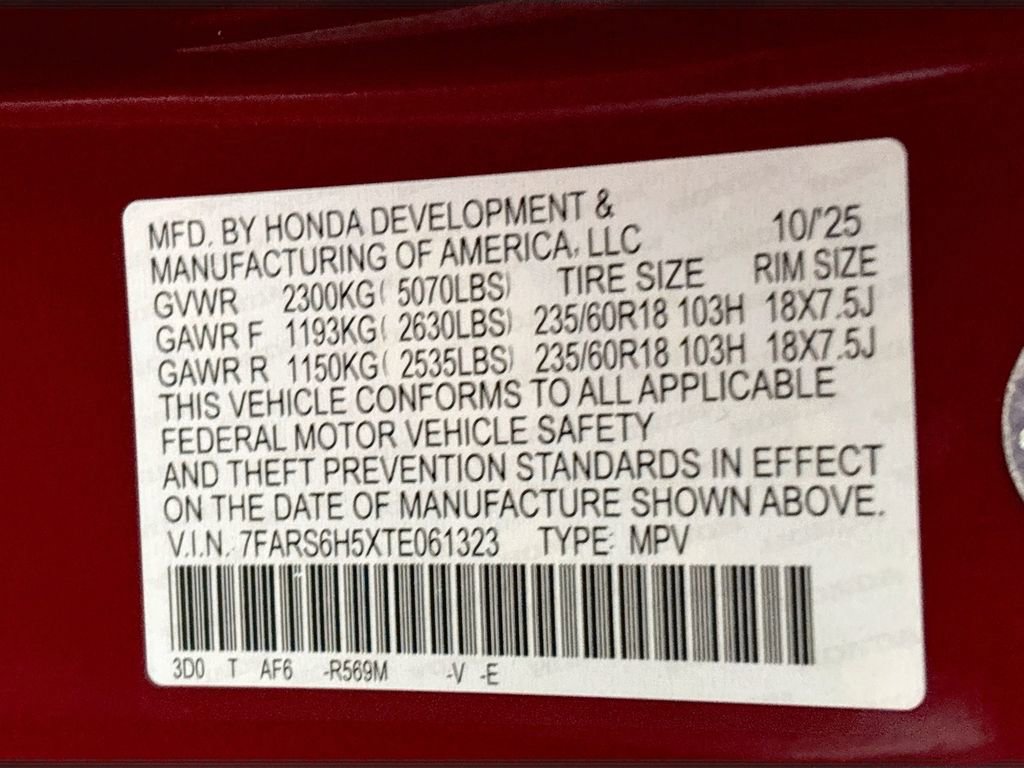 MFD. BY HONDA DEVELOPMENT &
MANUFACTURING OF AMERICA, LLC 10/'25
GVWR 2300KG( 5070LBS) TIRE SIZE RIM SIZE
GAWR F 1193KG( 2630LBS) 235/60R18 103H 18X7.5J
GAWR R 1150KG( 2535LBS) 235/60R18 103H 18X7.5J
THIS VEHICLE CONFORMS TO ALL APPLICABLE
FEDERAL MOTOR VEHICLE SAFETY
AND THEFT PREVENTION STANDARDS IN EFFECT
ON THE DATE OF MANUFACTURE SHOWN ABOVE.
V.I.N. 7FARS6H5XTE061323 TYPE: MPV
3D0 T AF6 -R569M -V -E